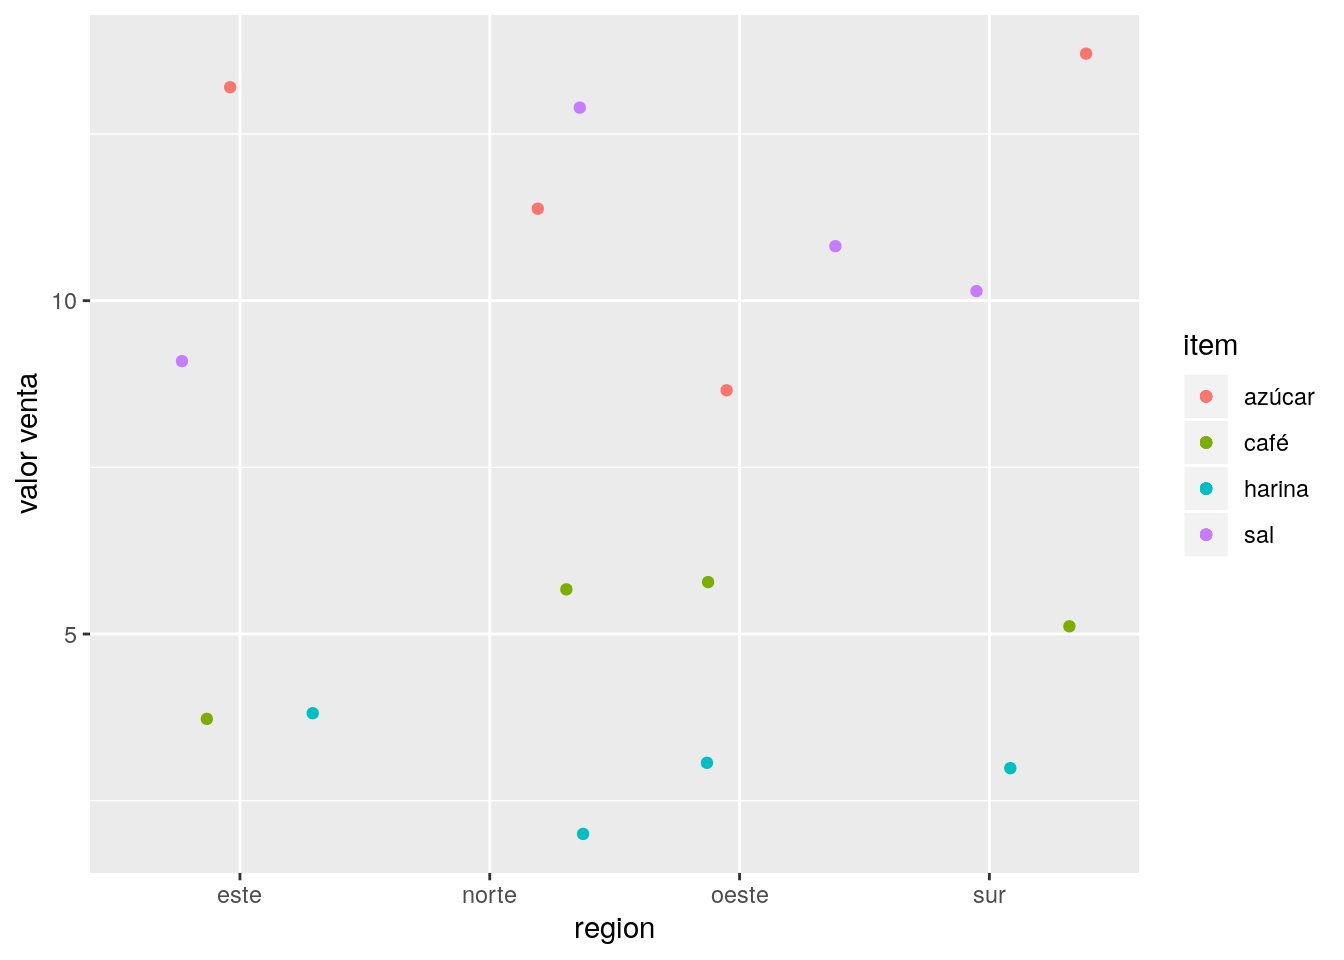 valor venta
10
5
este norte oeste sur
region
item
azúcar
café
harina
sal